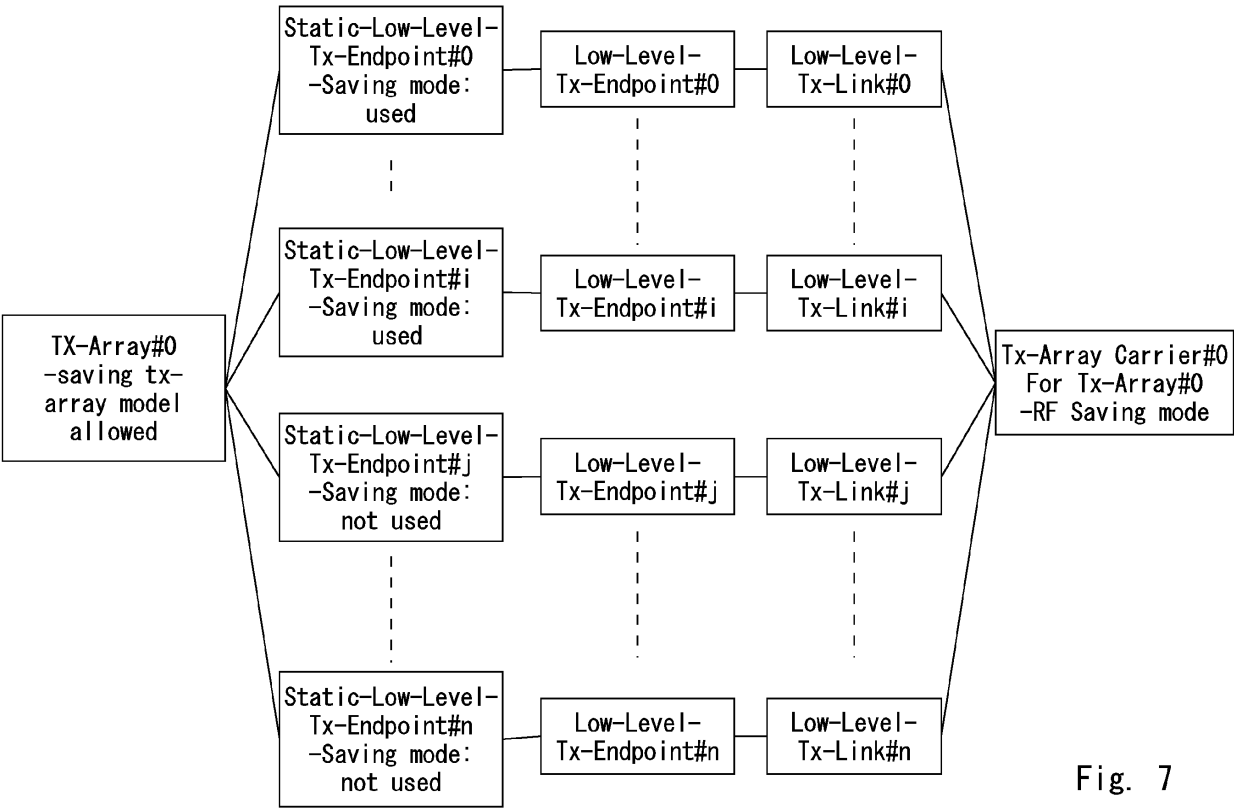 Static-Low-Level-
Tx-Endpoint#0
-Saving mode:
used
Low-Level-
Tx-Endpoint#0
Low-Level-
Tx-Link#0
Static-Low-Level-
Tx-Endpoint#i
-Saving mode:
used
Low-Level-
Tx-Endpoint#i
Low-Level-
Tx-Link#i
TX-Array#0
-saving tx-
array model
allowed
Tx-Array Carrier#0
For Tx-Array#0
-RF Saving mode
Static-Low-Level-
Tx-Endpoint#j
-Saving mode:
not used
Low-Level-
Tx-Endpoint#j
Low-Level-
Tx-Link#j
Static-Low-Level-
Tx-Endpoint#n
-Saving mode:
not used
Low-Level-
Tx-Endpoint#n
Low-Level-
Tx-Link#n
Fig. 7